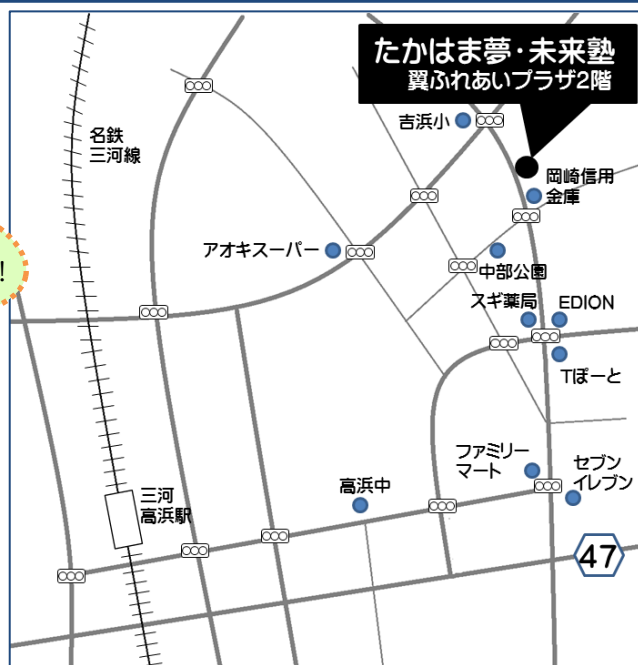 たかはま夢・未来塾
翼ふれあいプラザ2階
名鉄
三河線
吉浜小
岡崎信用
金庫
!
アオキスーパー
中部公園
スギ薬局
EDION
Tぽーと
ファミリー
マート
セブン
イレブン
高浜中
三河
高浜駅
47